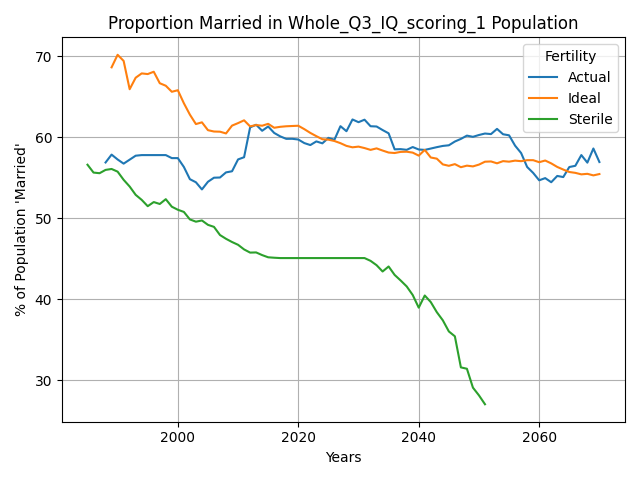 Proportion Married in Whole_Q3_IQ_scoring_1 Population
Fertility
Actual
Ideal
Sterile
% of Population 'Married'
70
60
50
40
30
2000
2020
2040
2060
Years